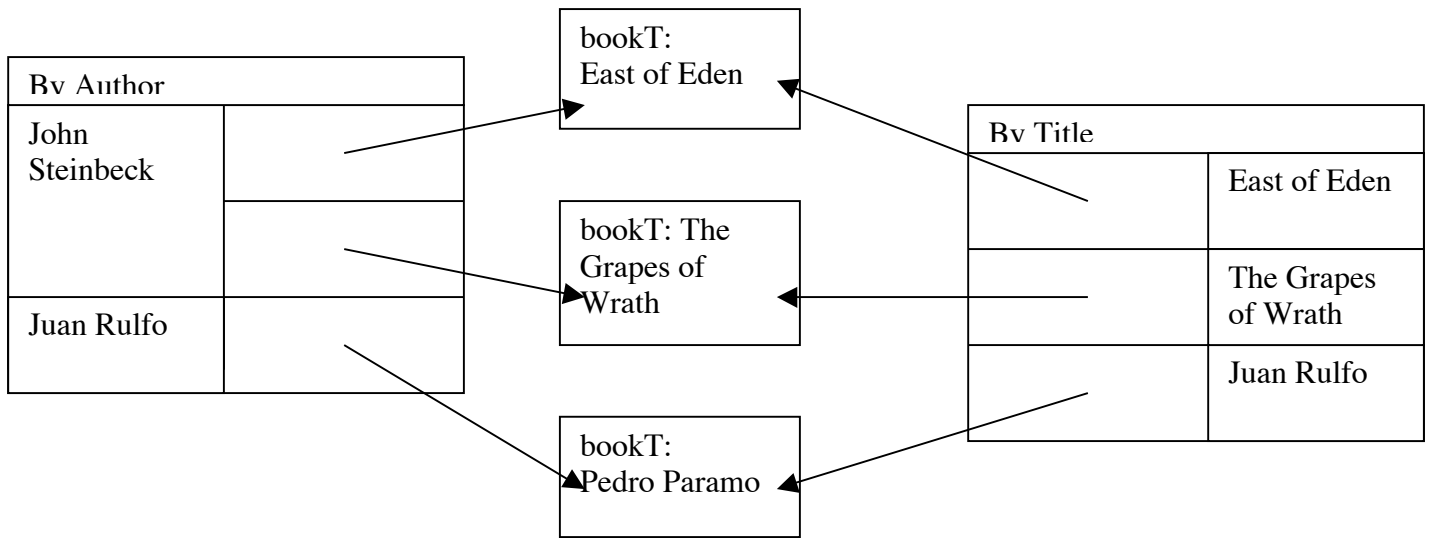 By Author
John
Steinbeck
Juan Rulfo
bookT:
East of Eden
bookT: The
Grapes of
Wrath
bookT:
Pedro Paramo
By Title
East of Eden
The Grapes
of Wrath
Juan Rulfo